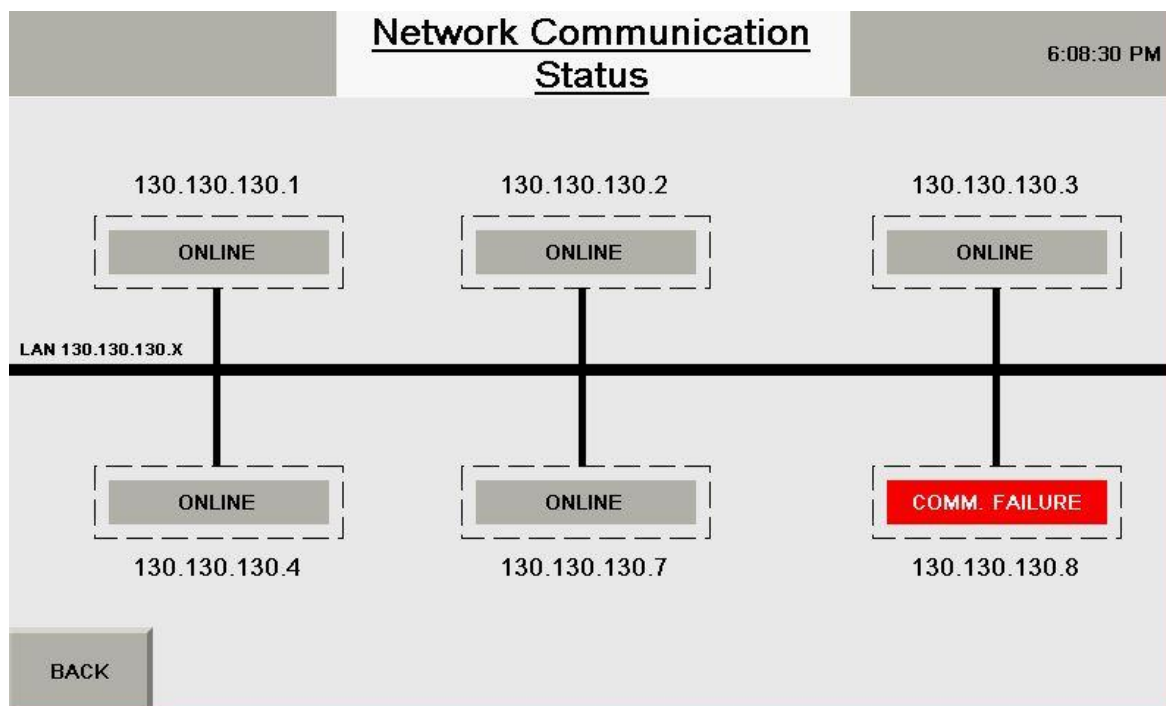 Network Communication
Status
6:08:30 PM
130.130.130.1
130.130.130.2
130.130.130.3
ONLINE
ONLINE
ONLINE
LAN 130.130.130.X
ONLINE
ONLINE
COMM. FAILURE
130.130.130.4
130.130.130.7
130.130.130.8
BACK